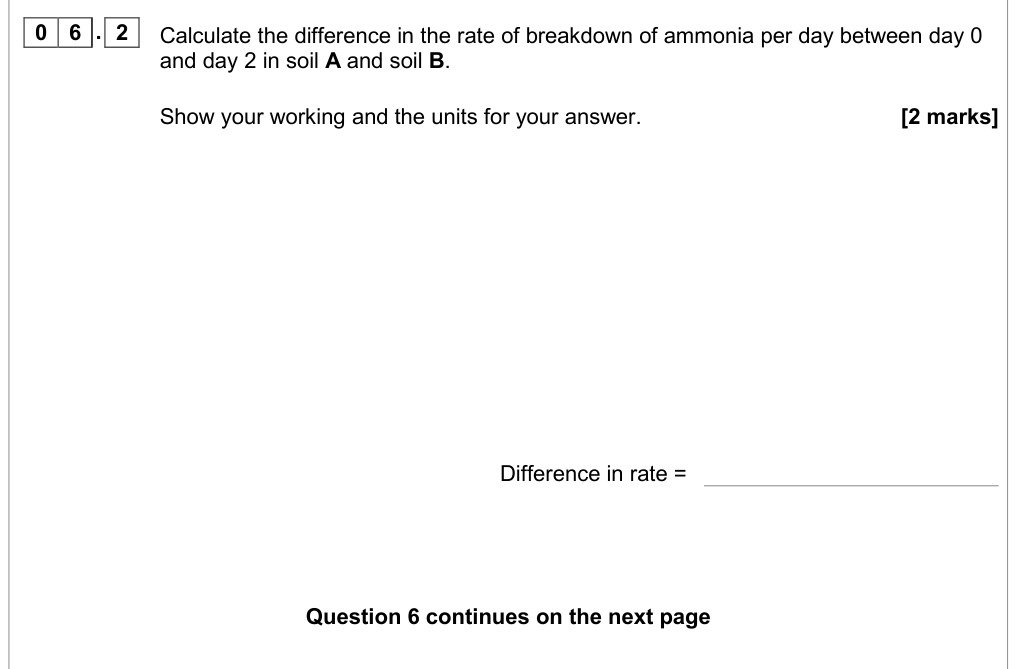 0 6 . 2 Calculate the difference in the rate of breakdown of ammonia per day between day 0
and day 2 in soil A and soil B.
Show your working and the units for your answer. [2 marks]
Difference in rate =
Question 6 continues on the next page